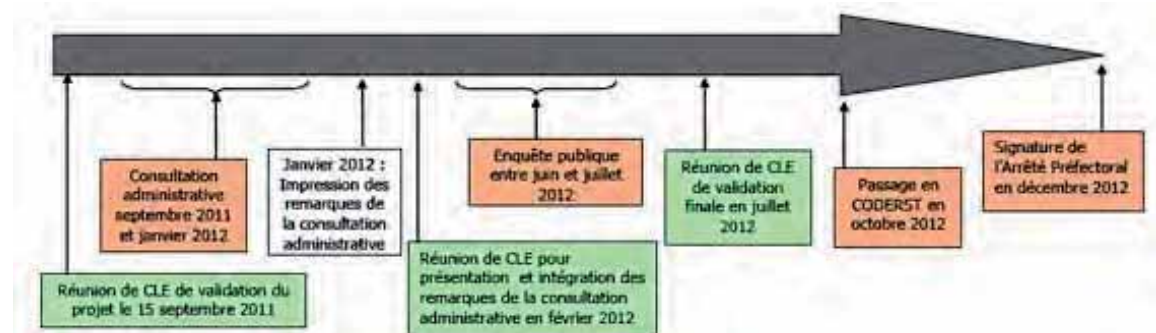 Réunion de CLE de validation du
projet le 15 septembre 2011
Consultation
administrative
septembre 2011
et janvier 2012
Janvier 2012 :
Impression des
remarques de
la consultation
administrative
Réunion de CLE pour
présentation et intégration des
remarques de la consultation
administrative en février 2012
Enquête publique
entre juin et juillet
2012
Réunion de CLE
de validation
finale en juillet
2012
Passage en
CODERST en
octobre 2012
Signature de
l'Arrêté Préfectoral
en décembre 2012